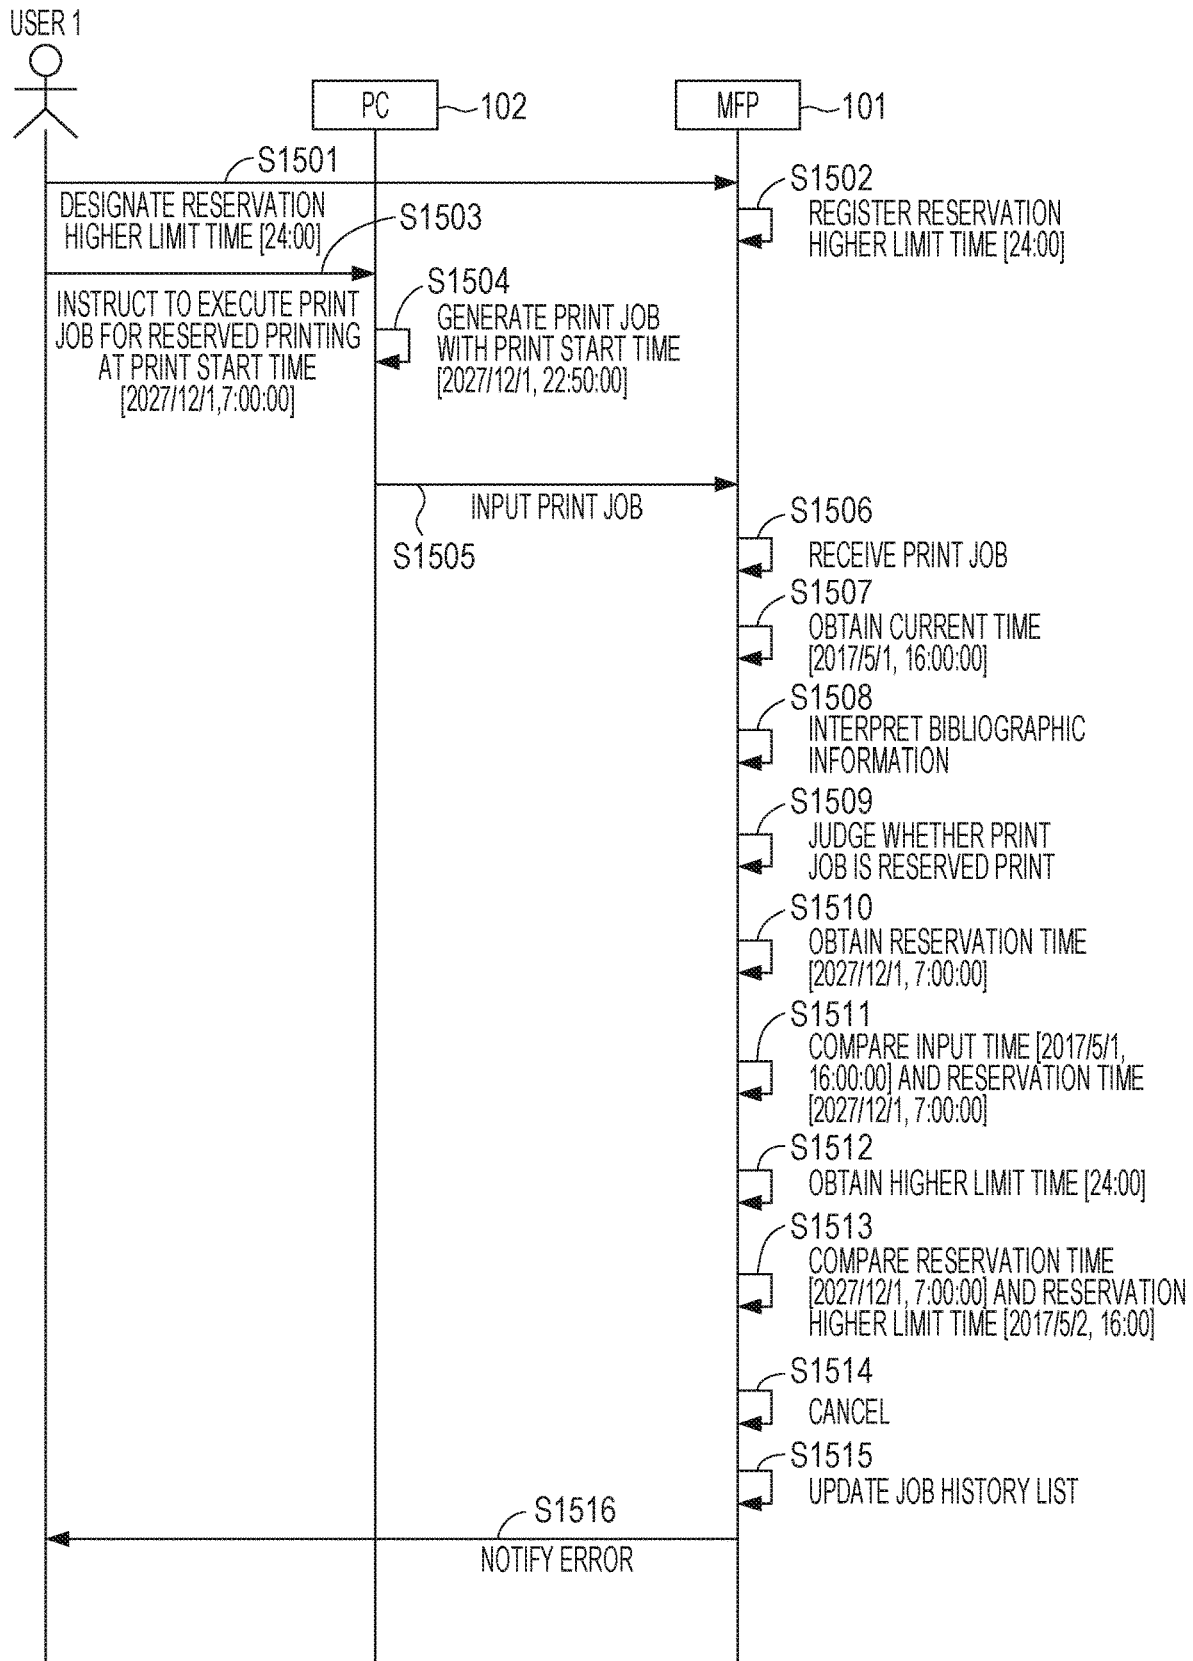 USER 1
PC
102
MFP
101
S1501
DESIGNATE RESERVATION
HIGHER LIMIT TIME [24:00]
S1502
REGISTER RESERVATION
HIGHER LIMIT TIME [24:00]
S1503
INSTRUCT TO EXECUTE PRINT
JOB FOR RESERVED PRINTING
AT PRINT START TIME
[2027/12/1,7:00:00]
S1504
GENERATE PRINT JOB
WITH PRINT START TIME
[2027/12/1, 22:50:00]
INPUT PRINT JOB
S1505
S1506
RECEIVE PRINT JOB
S1507
OBTAIN CURRENT TIME
[2017/5/1, 16:00:00]
S1508
INTERPRET BIBLIOGRAPHIC
INFORMATION
S1509
JUDGE WHETHER PRINT
JOB IS RESERVED PRINT
S1510
OBTAIN RESERVATION TIME
[2027/12/1, 7:00:00]
S1511
COMPARE INPUT TIME [2017/5/1,
16:00:00] AND RESERVATION TIME
[2027/12/1, 7:00:00]
S1512
OBTAIN HIGHER LIMIT TIME [24:00]
S1513
COMPARE RESERVATION TIME
[2027/12/1, 7:00:00] AND RESERVATION
HIGHER LIMIT TIME [2017/5/2, 16:00]
S1514
CANCEL
S1515
UPDATE JOB HISTORY LIST
S1516
NOTIFY ERROR